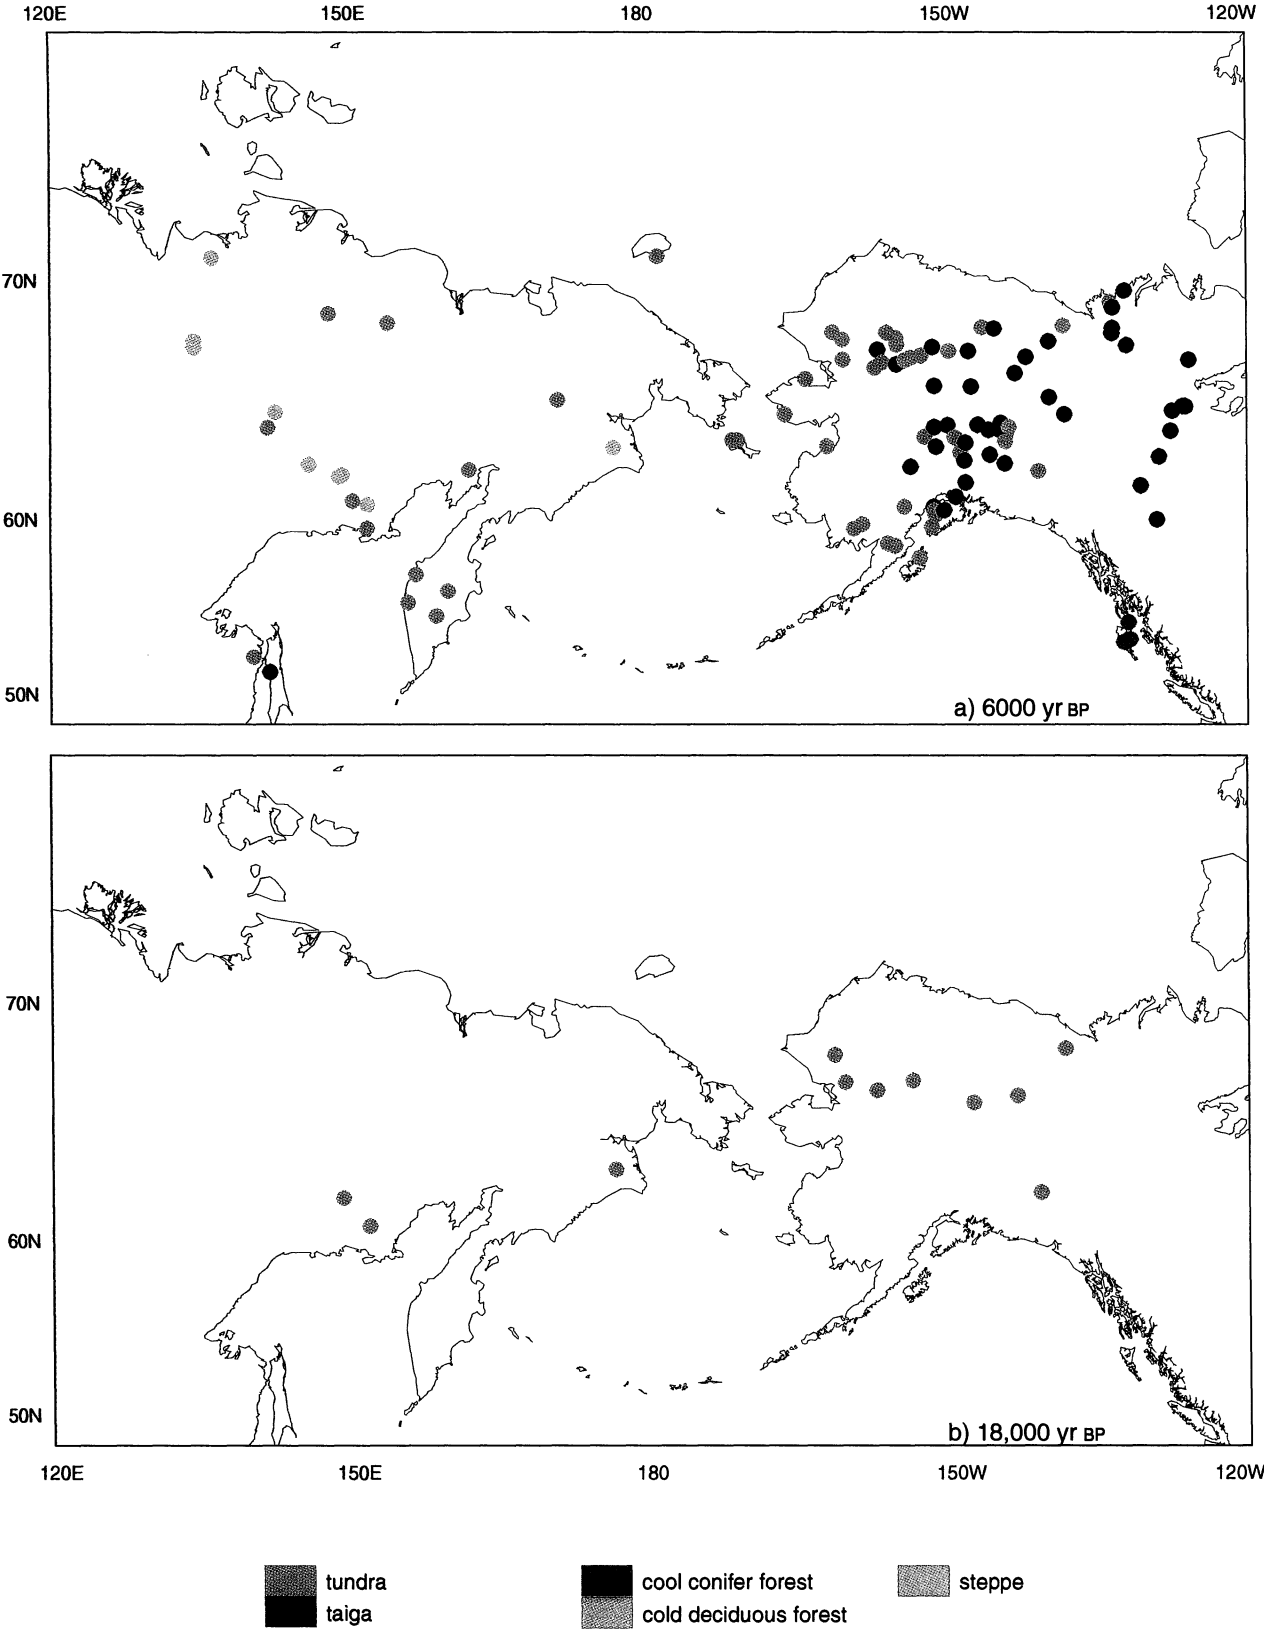 120E 150E 180 150W 120W
70N
60N
50N
a) 6000 yr BP
70N
60N
50N
b) 18,000 yr BP
120E 150E 180 150W 120W
tundra cool conifer forest steppe
taiga cold deciduous forest